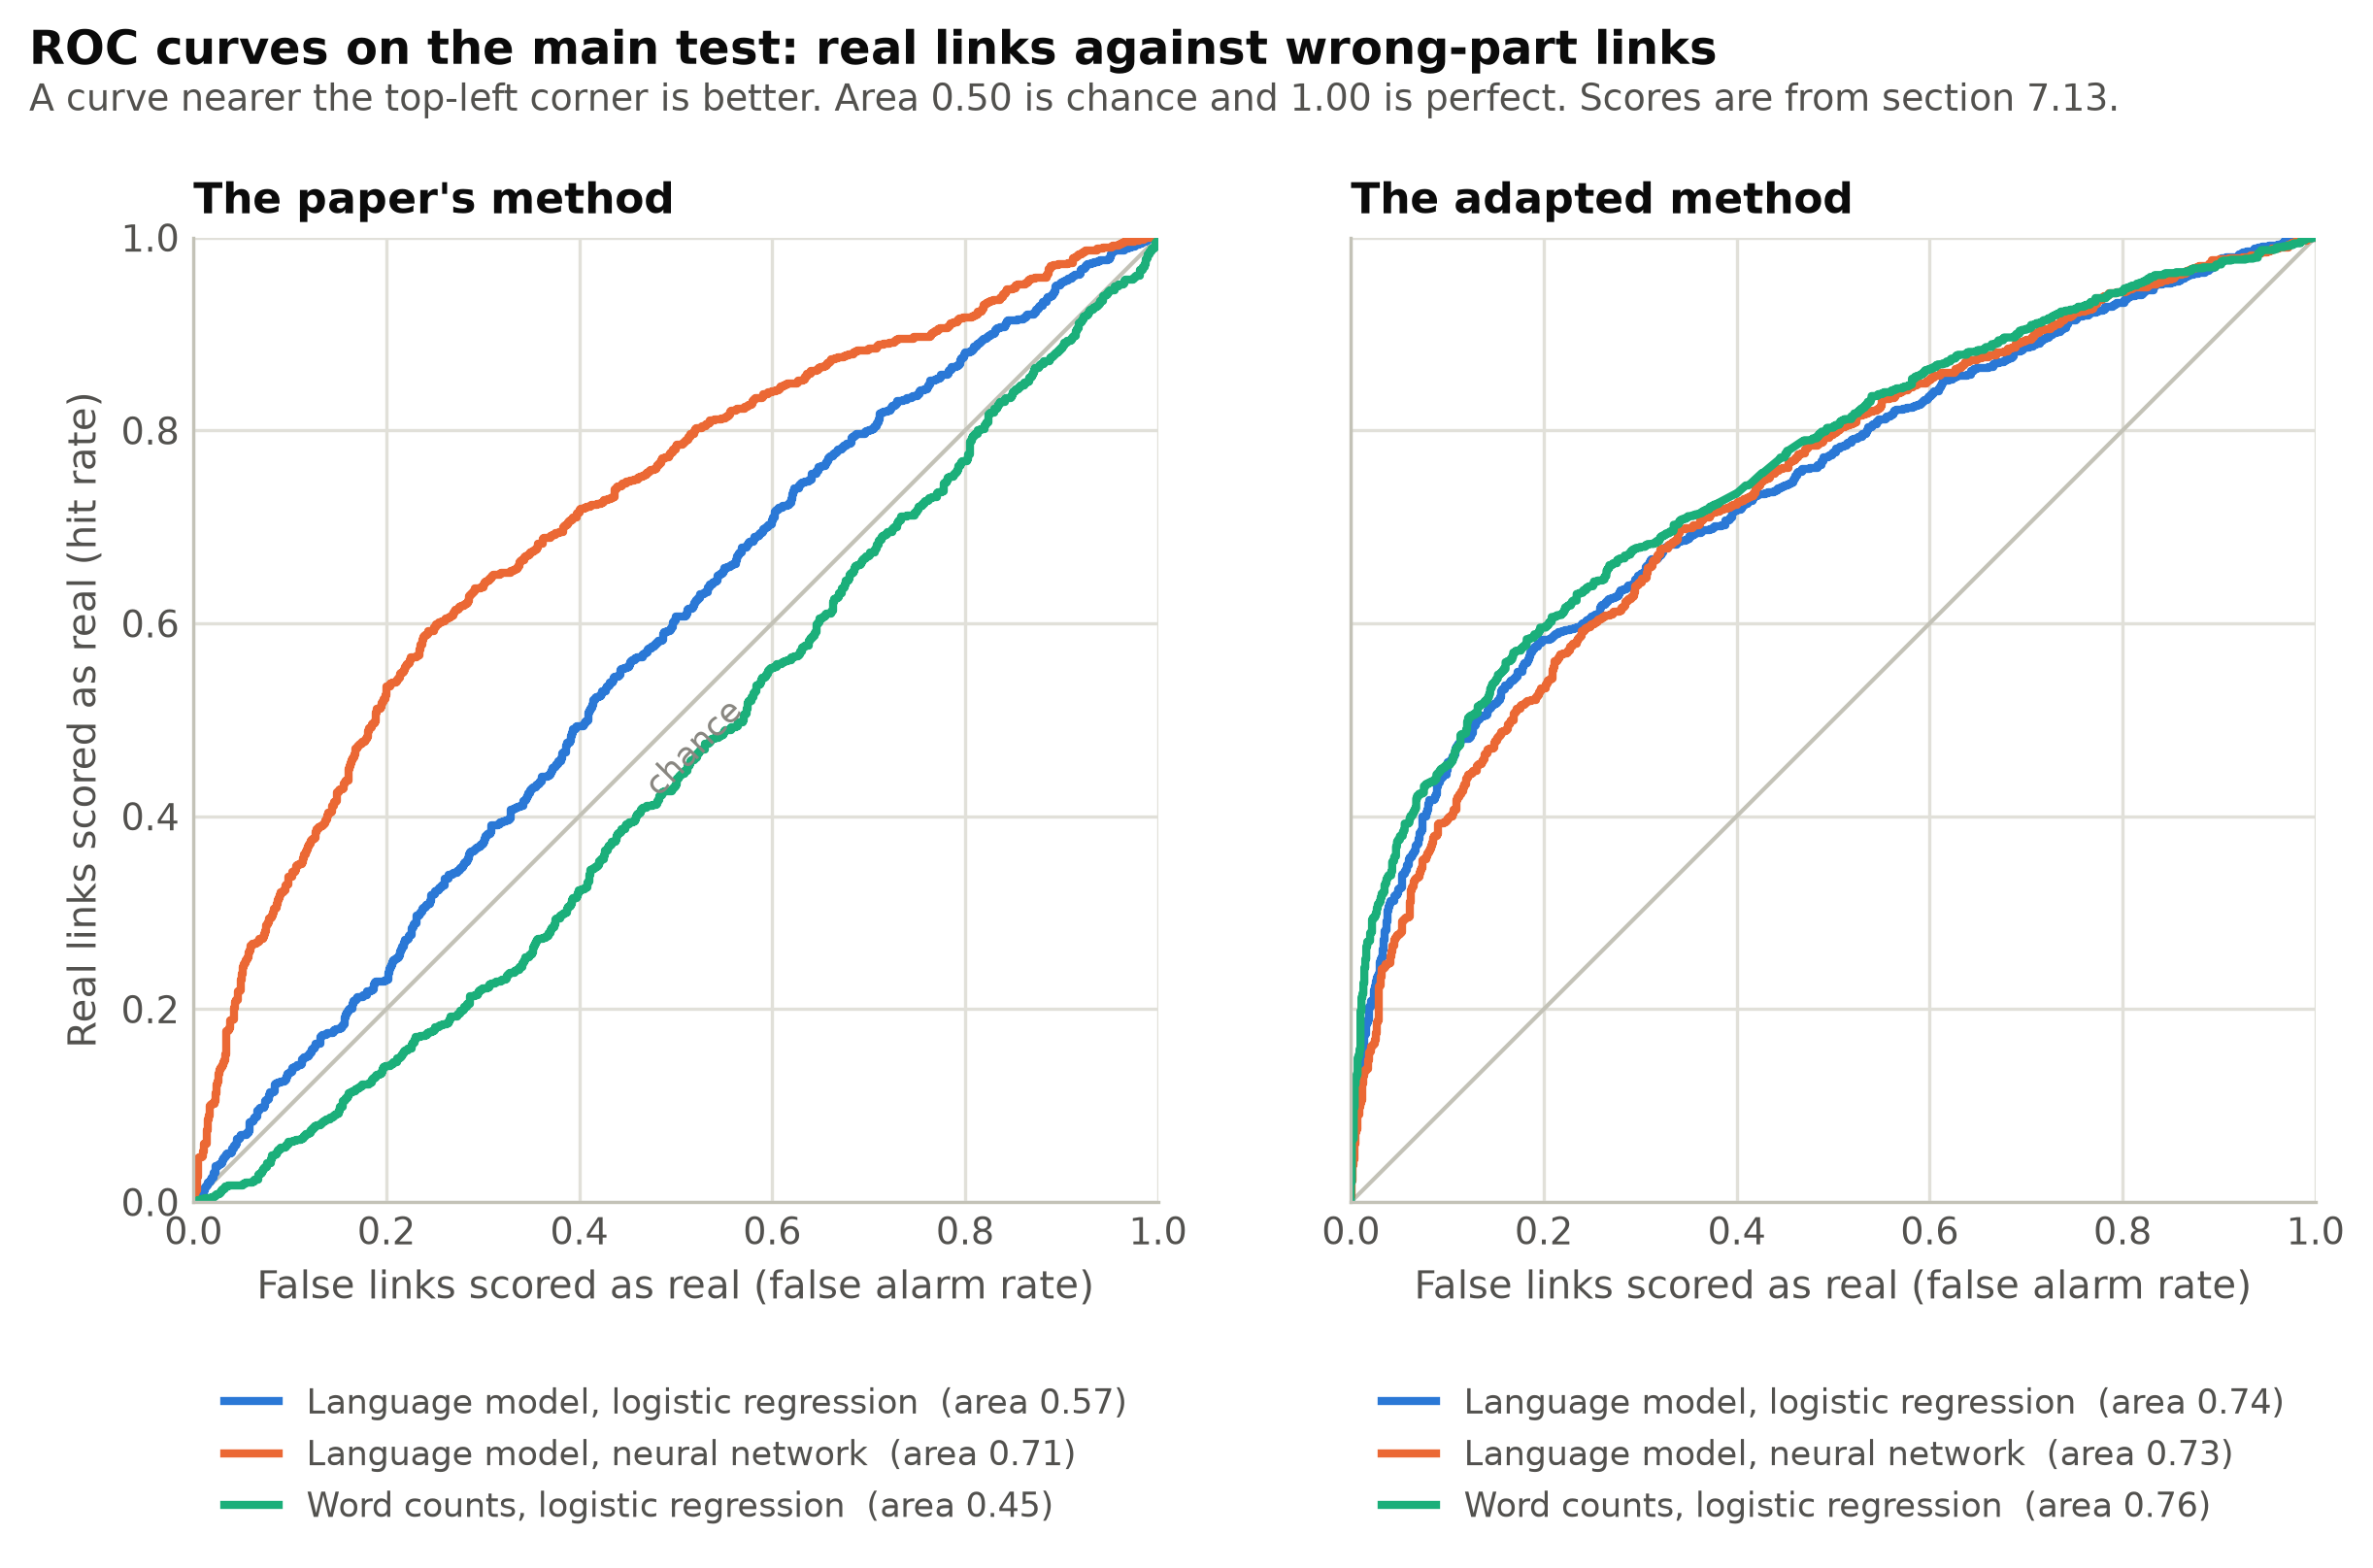 ROC curves on the main test: real links against wrong-part links
A curve nearer the top-left corner is better. Area 0.50 is chance and 1.00 is perfect. Scores are from section 7.13.
The paper's method
1.0
0.8
0.6
0.4
0.2
0.0
Real links scored as real (hit rate)
chance
0.0 0.2 0.4 0.6 0.8 1.0
False links scored as real (false alarm rate)
Language model, logistic regression (area 0.57)
Language model, neural network (area 0.71)
Word counts, logistic regression (area 0.45)
The adapted method
0.0 0.2 0.4 0.6 0.8 1.0
False links scored as real (false alarm rate)
Language model, logistic regression (area 0.74)
Language model, neural network (area 0.73)
Word counts, logistic regression (area 0.76)